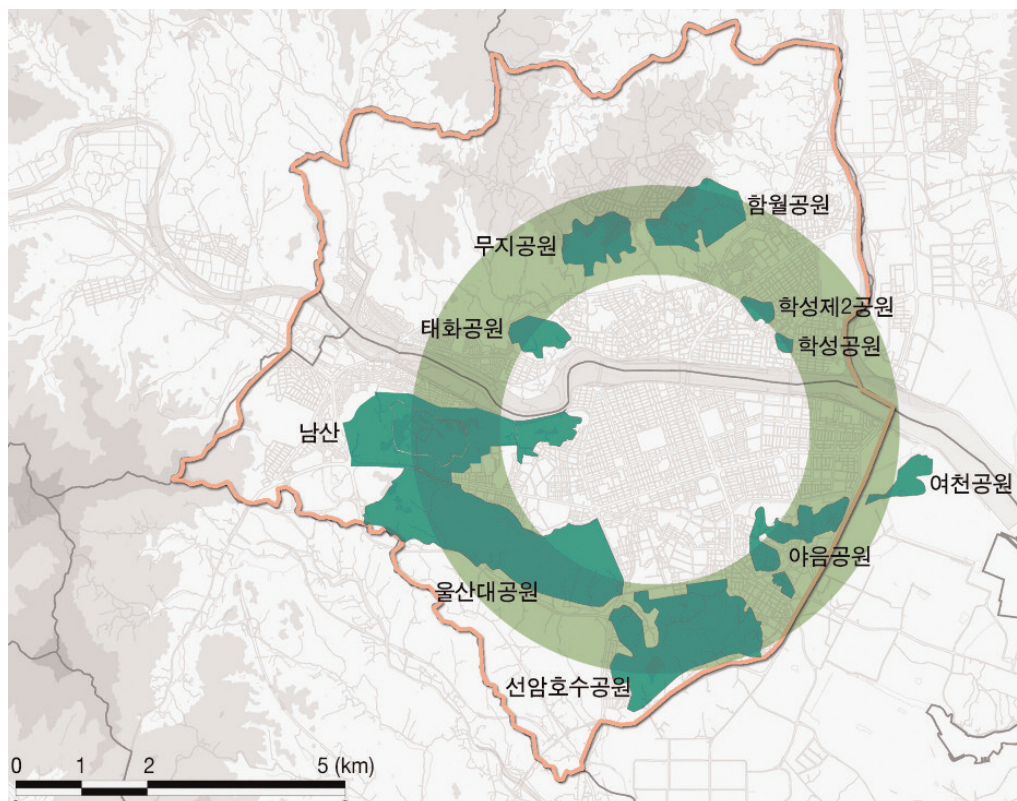 함월공원
무지공원
학성제2공원
태화공원
학성공원
남산
여천공원
야음공원
울산대공원
선암호수공원
0 1 2 5 (km)